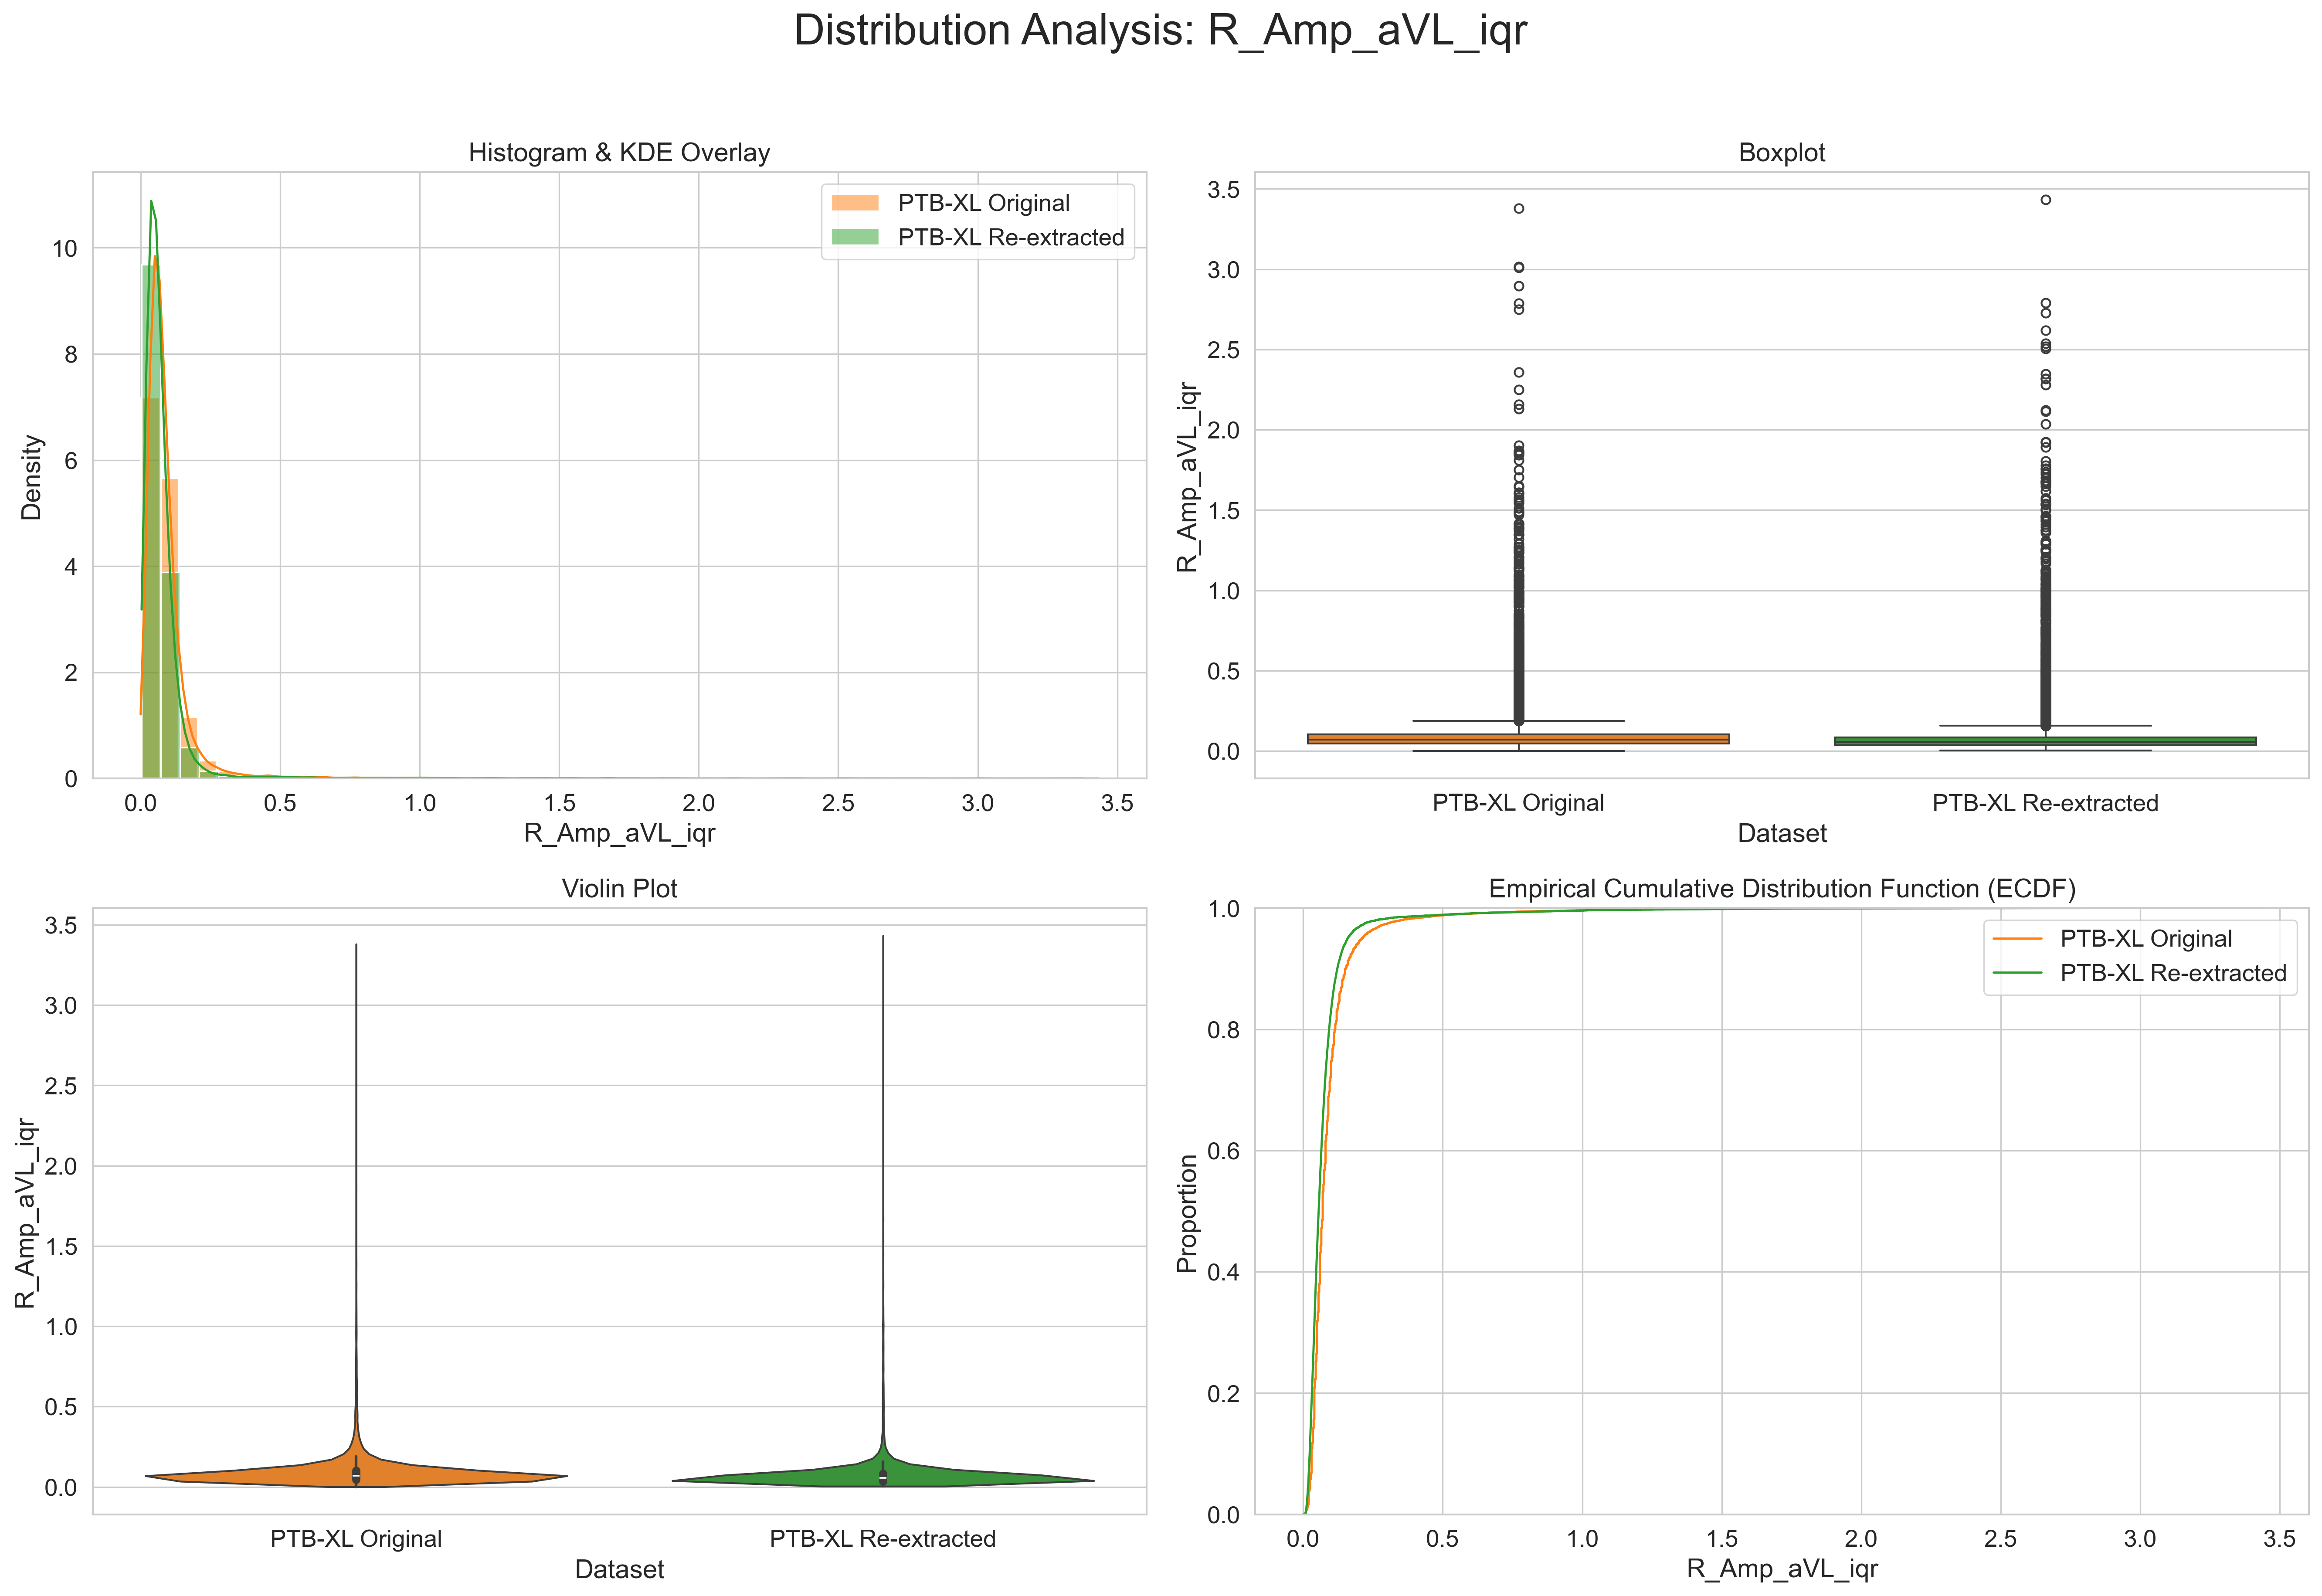 Distribution Analysis: R_Amp_aVL_iqr
Histogram & KDE Overlay
PTB-XL Original
PTB-XL Re-extracted
Density
10
8
6
4
2
0
0.0 0.5 1.0 1.5 2.0 2.5 3.0 3.5
R_Amp_aVL_iqr
Boxplot
R_Amp_aVL_iqr
3.5
3.0
2.5
2.0
1.5
1.0
0.5
0.0
PTB-XL Original PTB-XL Re-extracted
Dataset
Violin Plot
R_Amp_aVL_iqr
3.5
3.0
2.5
2.0
1.5
1.0
0.5
0.0
PTB-XL Original PTB-XL Re-extracted
Dataset
Empirical Cumulative Distribution Function (ECDF)
PTB-XL Original
PTB-XL Re-extracted
Proportion
1.0
0.8
0.6
0.4
0.2
0.0
0.0 0.5 1.0 1.5 2.0 2.5 3.0 3.5
R_Amp_aVL_iqr